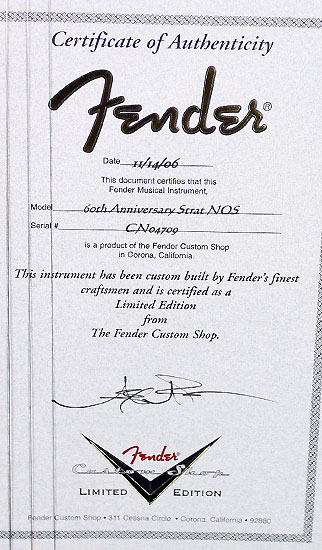 Certificate of Authenticity
Fender®
Date 11/14/06
This document certifies that this
Fender Musical Instrument,
Model 60th Anniversary Strat NOS
Serial # CN04709
is a product of the Fender Custom Shop
in Corona, California
This instrument has been custom built by Fender's finest
craftsmen and is certified as a
Limited Edition
from
The Fender Custom Shop.
Fender
Custom Shop
LIMITED EDITION
Fender Custom Shop • 311 Cessna Circle • Corona, California • 92880